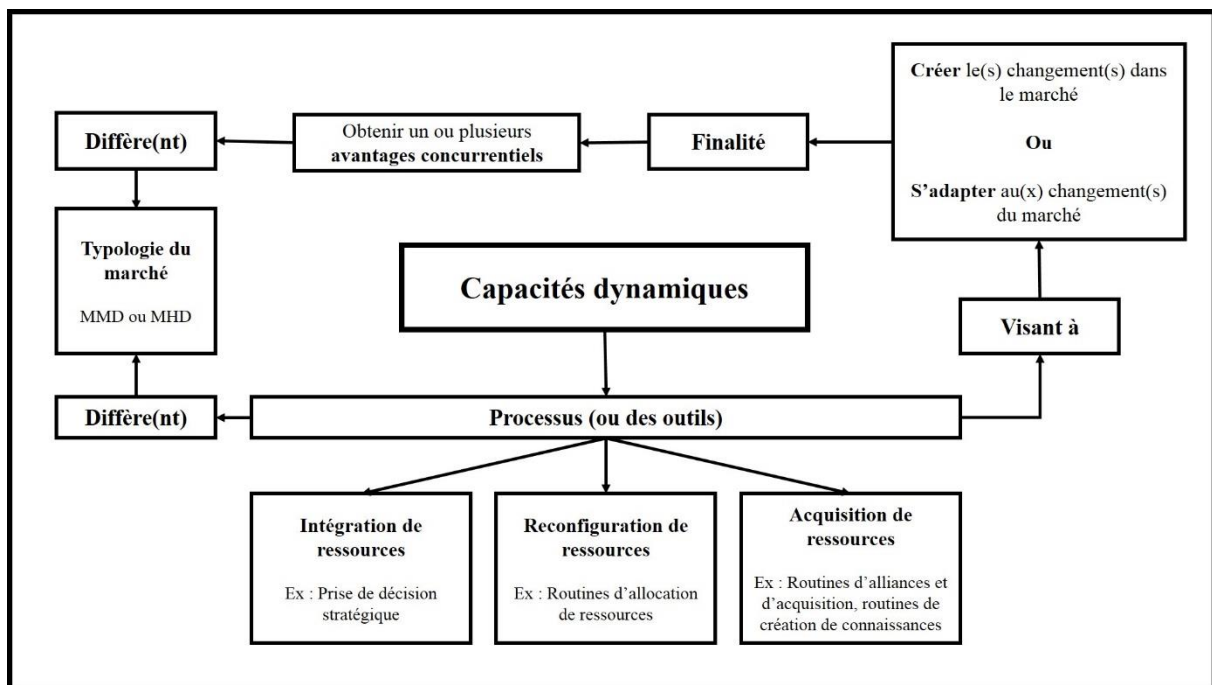 Créer le(s) changement(s) dans
le marché
Ou
S'adapter au(x) changement(s)
du marché
Diffère(nt)
Obtenir un ou plusieurs
avantages concurrentiels
Finalité
Typologie du
marché
MMD ou MHD
Capacités dynamiques
Visant à
Diffère(nt)
Processus (ou des outils)
Intégration de
ressources
Ex : Prise de décision
stratégique
Reconfiguration de
ressources
Ex : Routines d'allocation
de ressources
Acquisition de
ressources
Ex : Routines d'alliances et
d'acquisition, routines de
création de connaissances